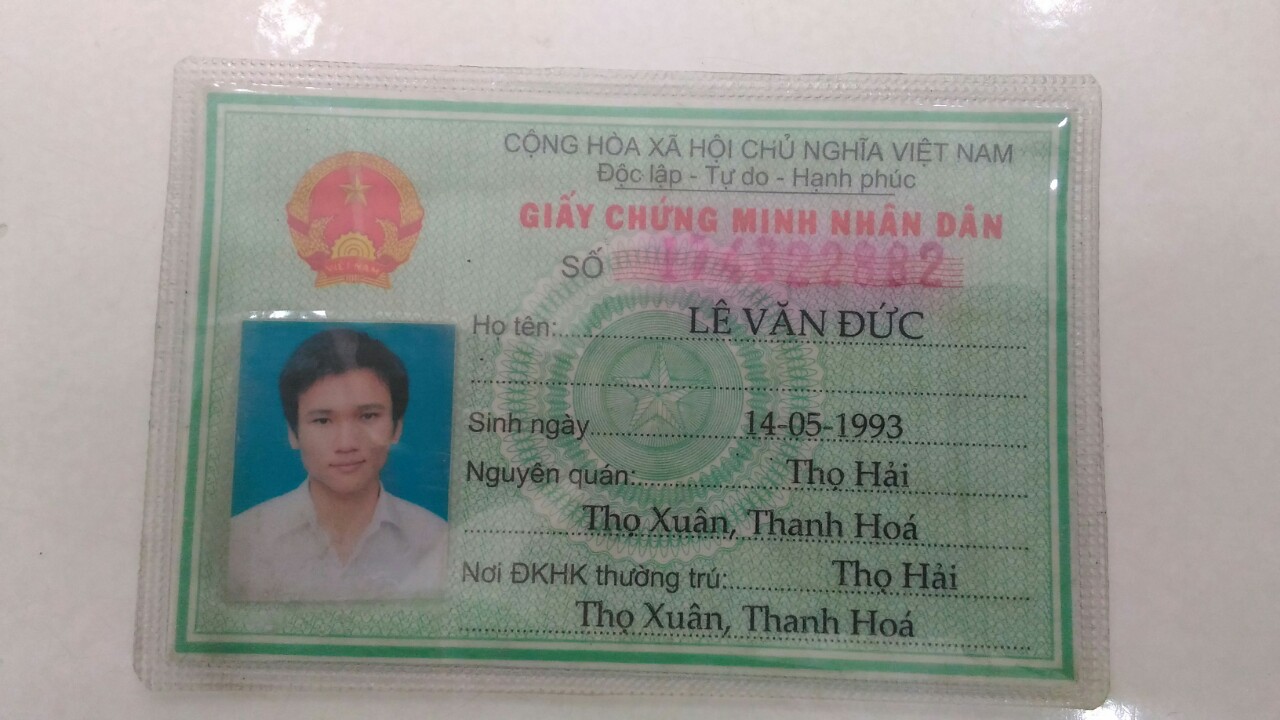 CỘNG HÒA XÃ HỘI CHỦ NGHĨA VIỆT NAM
Độc lập - Tự do - Hạnh phúc
GIẤY CHỨNG MINH NHÂN DÂN
SỐ
VIỆT NAM
Họ tên: LÊ VĂN ĐỨC
Sinh ngày 14-05-1993
Nguyên quán: Thọ Hải
Thọ Xuân, Thanh Hoá
Nơi ĐKHK thường trú: Thọ Hải
Thọ Xuân, Thanh Hoá